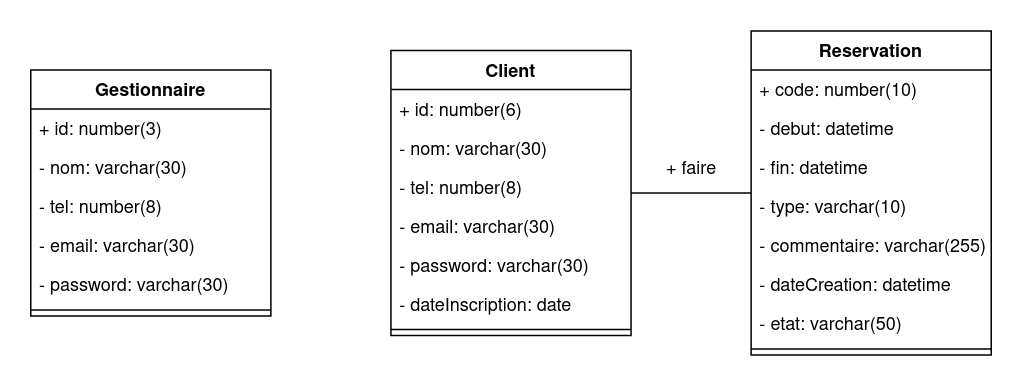 Gestionnaire
+ id: number(3)
- nom: varchar(30)
- tel: number(8)
- email: varchar(30)
- password: varchar(30)
Client
+ id: number(6)
- nom: varchar(30)
- tel: number(8)
- email: varchar(30)
- password: varchar(30)
- dateInscription: date
+ faire
Reservation
+ code: number(10)
- debut: datetime
- fin: datetime
- type: varchar(10)
- commentaire: varchar(255)
- dateCreation: datetime
- etat: varchar(50)